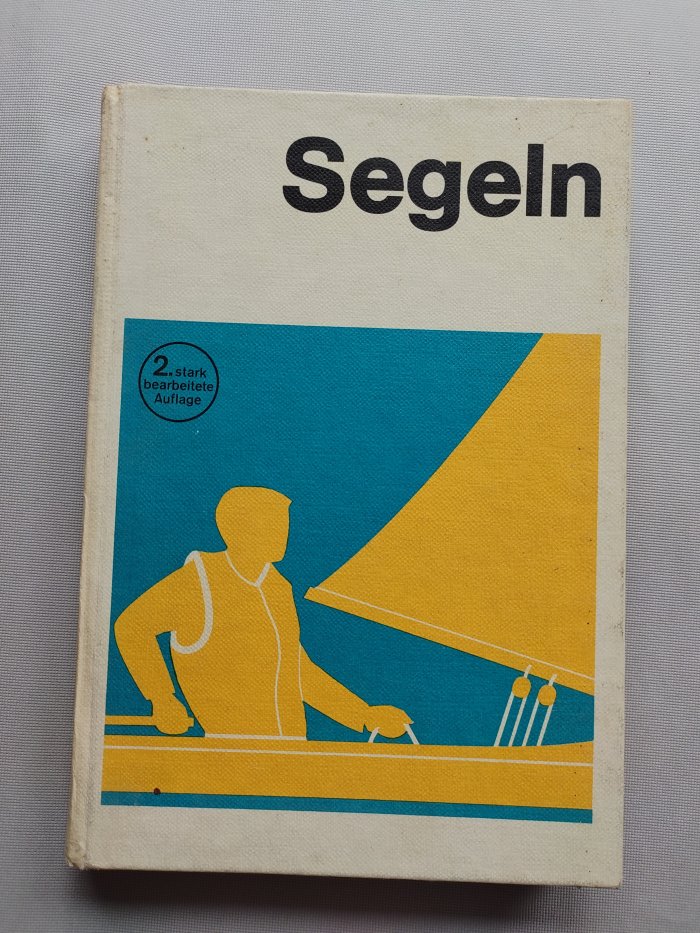 Segeln
2. stark
bearbeitete
Auflage